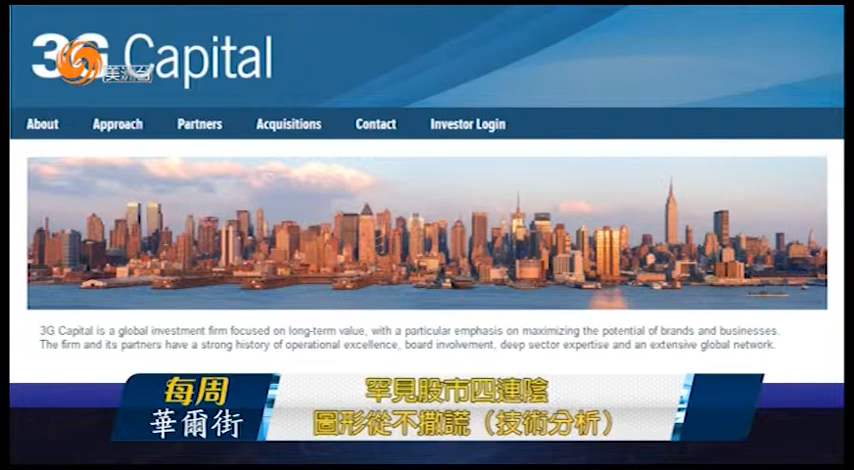 3G Capital
美洲台
About Approach Partners Acquisitions Contact Investor Login
3G Capital is a global investment firm focused on long-term value, with a particular emphasis on maximizing the potential of brands and businesses.
The firm and its partners have a strong history of operational excellence, board involvement, deep sector expertise and an extensive global network.
每周
華爾街
罕見股市四連陰
圖形從不撒謊（技術分析）